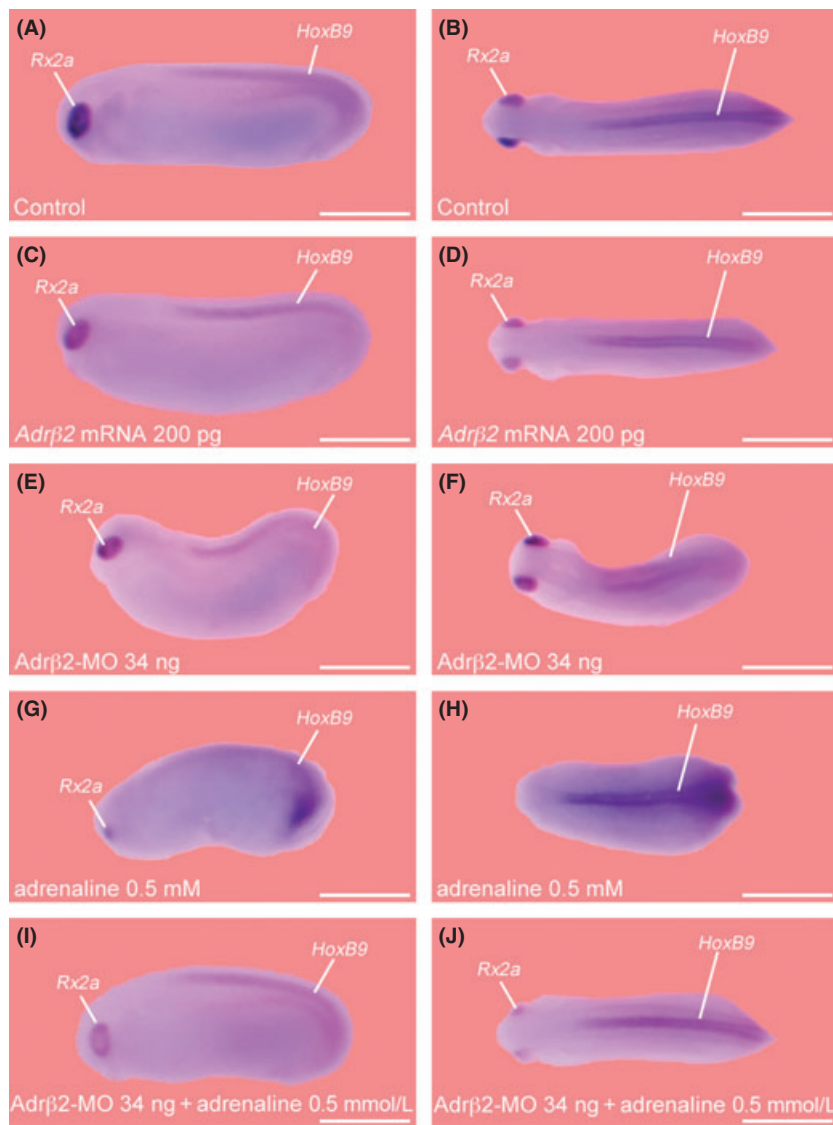 (A)
HoxB9
Rx2a
Control
(B)
HoxB9
Rx2a
Control
(C)
HoxB9
Rx2a
Adrβ2 mRNA 200 pg
(D)
HoxB9
Rx2a
Adrβ2 mRNA 200 pg
(E)
HoxB9
Rx2a
Adrβ2-MO 34 ng
(F)
HoxB9
Rx2a
Adrβ2-MO 34 ng
(G)
HoxB9
Rx2a
adrenaline 0.5 mM
(H)
HoxB9
adrenaline 0.5 mM
(I)
HoxB9
Rx2a
Adrβ2-MO 34 ng + adrenaline 0.5 mmol/L
(J)
HoxB9
Rx2a
Adrβ2-MO 34 ng + adrenaline 0.5 mmol/L